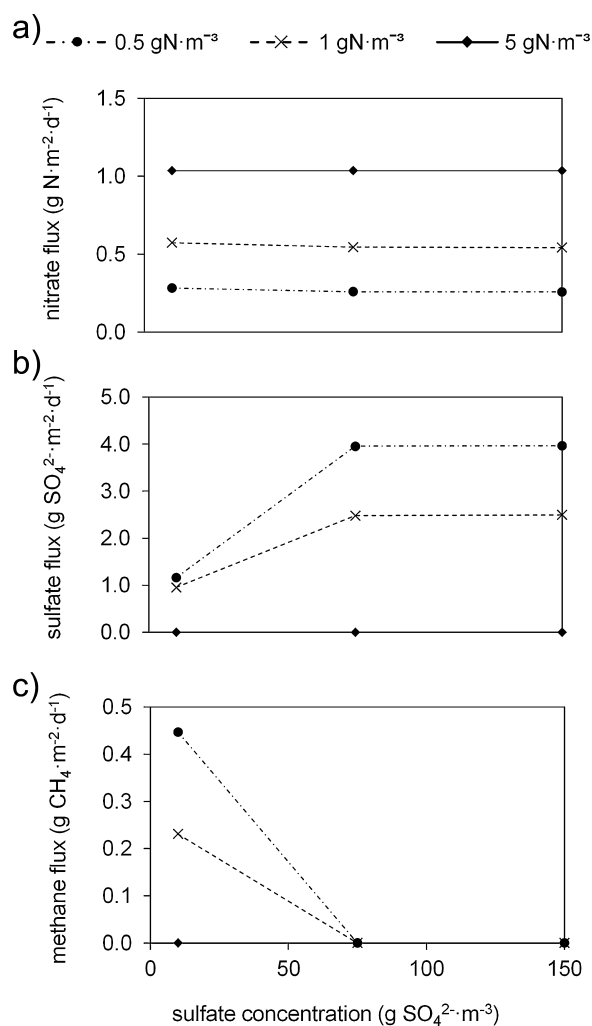 a)
0.5 gN·m⁻³ 1 gN·m⁻³ 5 gN·m⁻³
nitrate flux (g N·m⁻²·d⁻¹)
1.5
1.0
0.5
0.0
b)
sulfate flux (g SO₄²⁻·m⁻²·d⁻¹)
5.0
4.0
3.0
2.0
1.0
0.0
c)
methane flux (g CH₄·m⁻²·d⁻¹)
0.5
0.4
0.3
0.2
0.1
0.0
0 50 100 150
sulfate concentration (g SO₄²⁻·m⁻³)